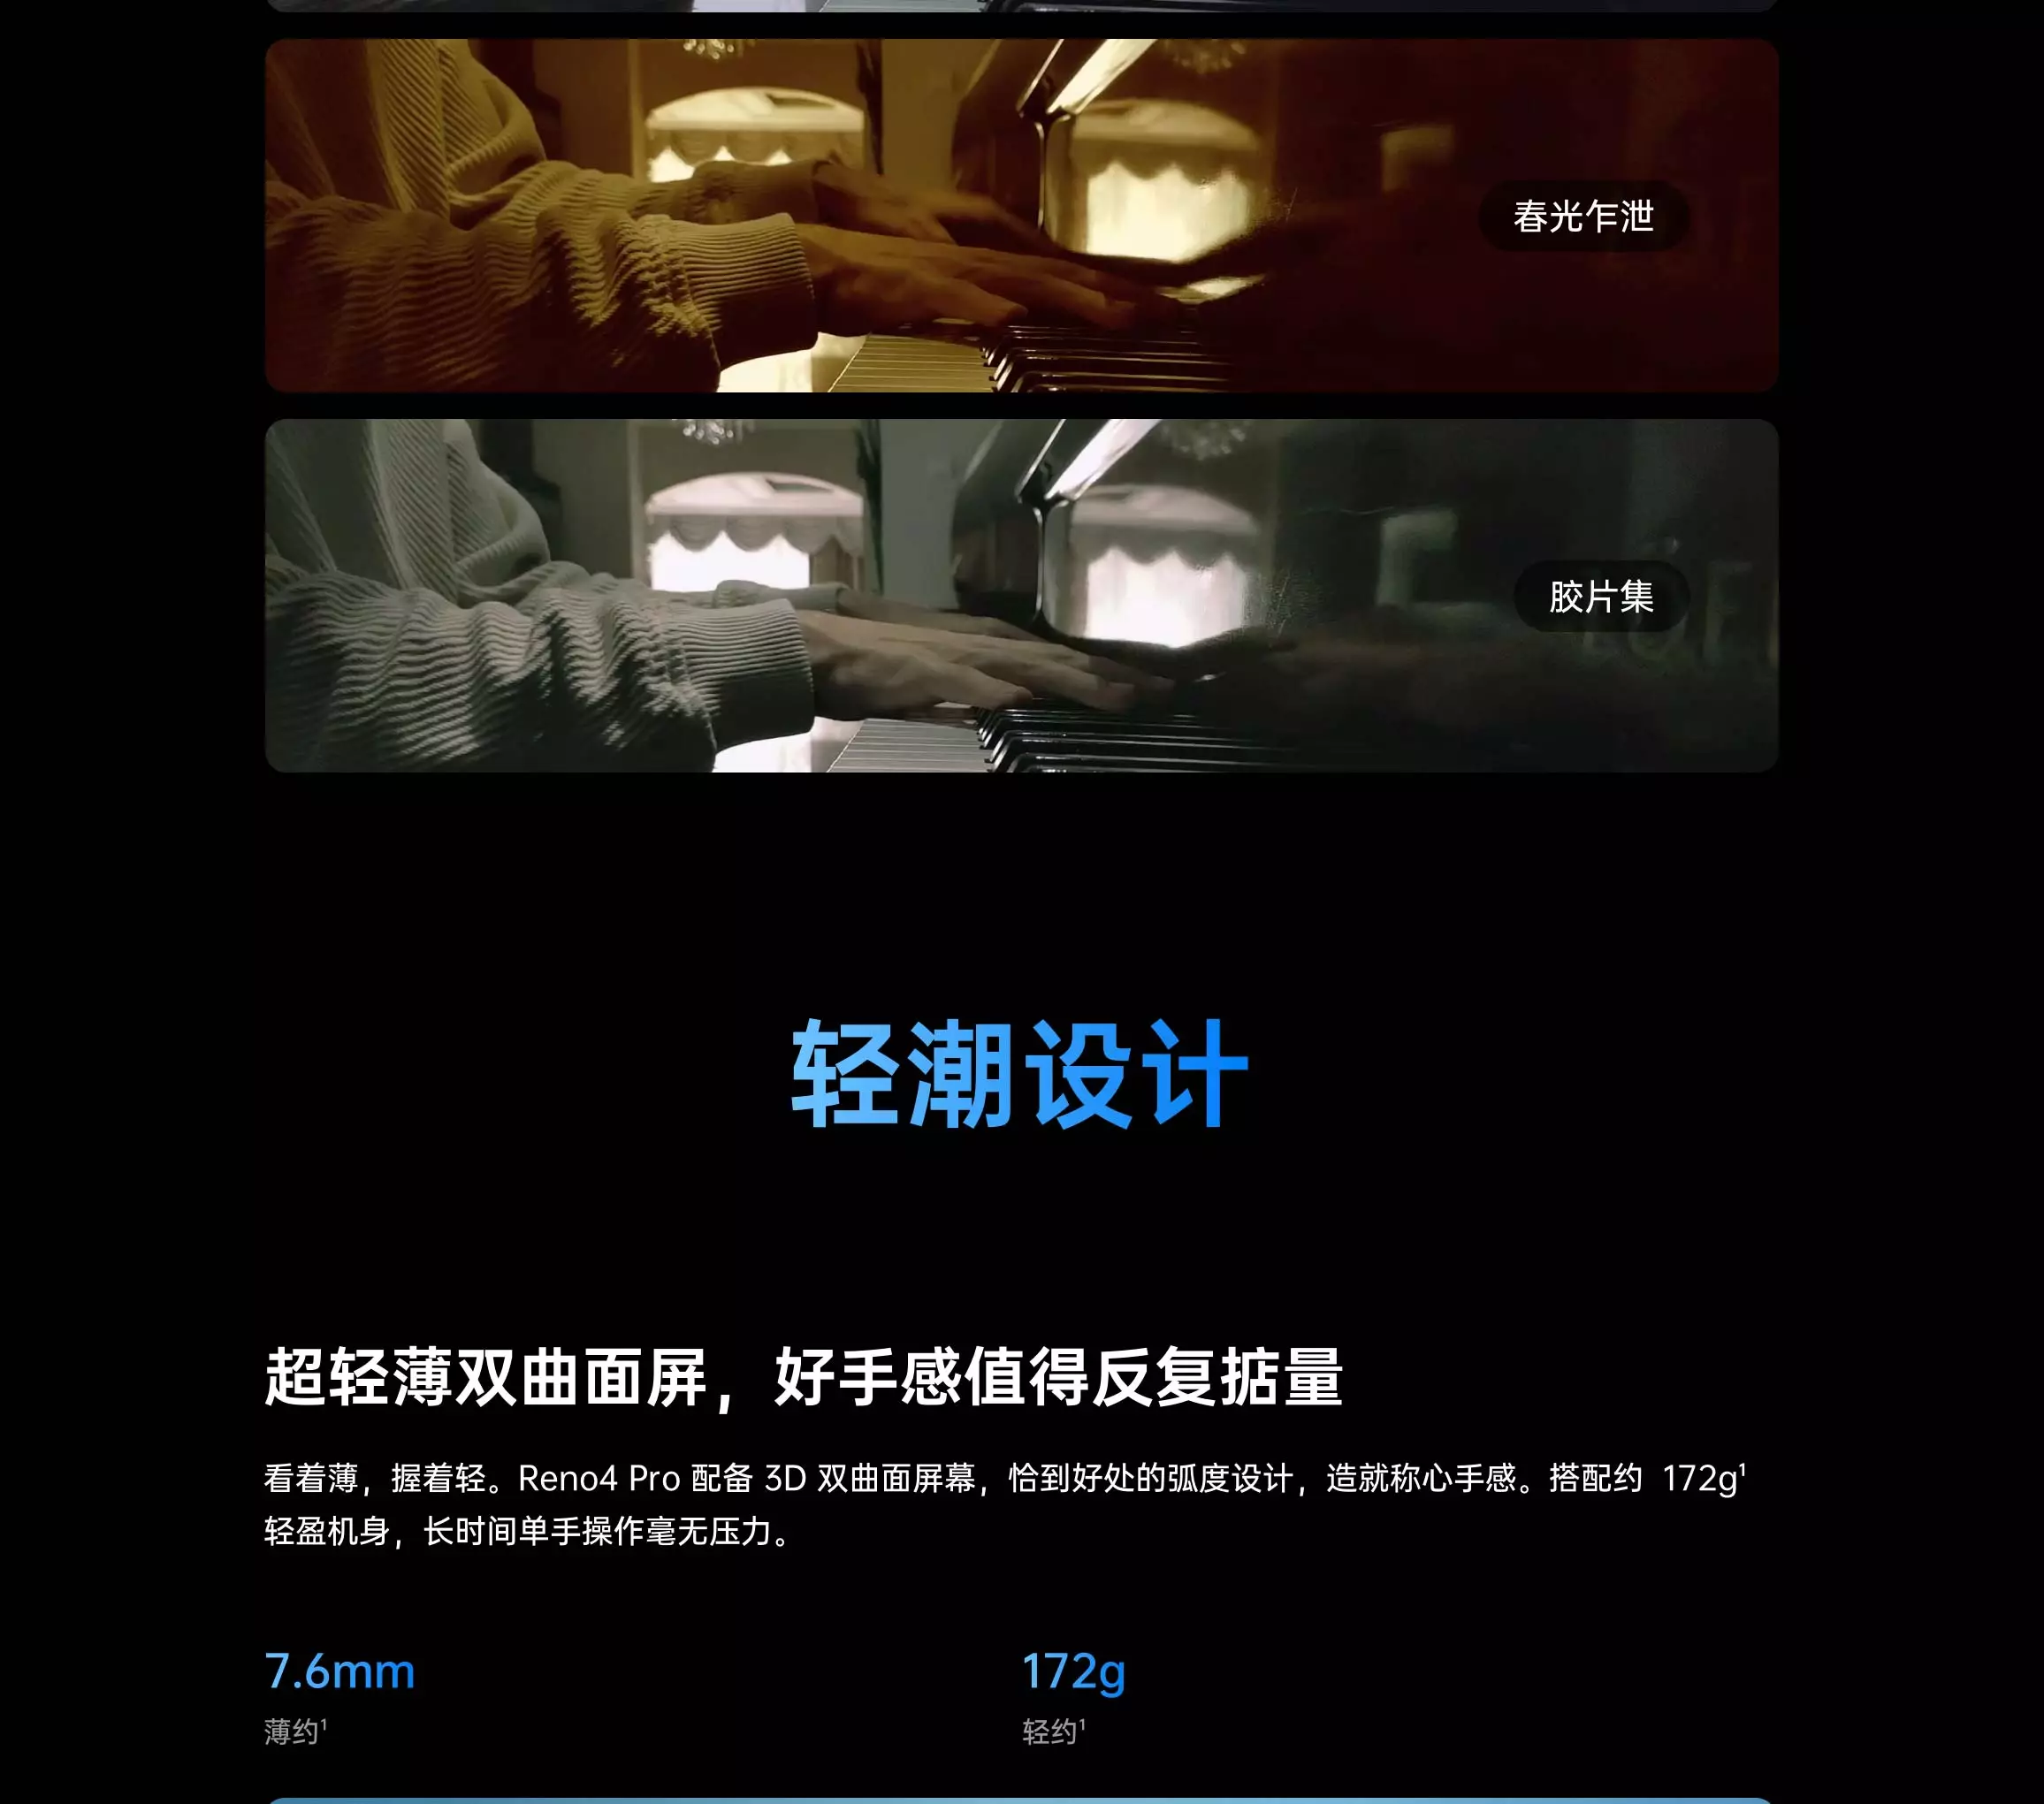 春光乍泄
胶片集
轻潮设计
超轻薄双曲面屏，好手感值得反复掂量
看着薄，握着轻。Reno4 Pro 配备 3D 双曲面屏幕，恰到好处的弧度设计，造就称心手感。搭配约 172g¹
轻盈机身，长时间单手操作毫无压力。
7.6mm
172g
薄约¹
轻约¹